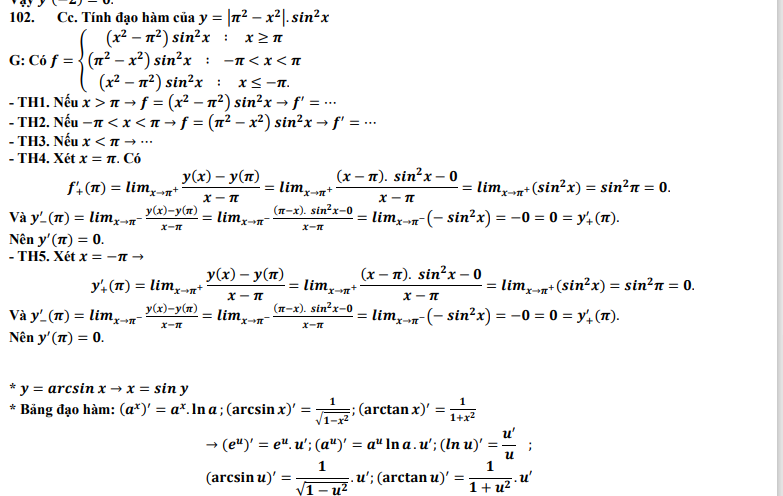 Vậy y (−2) = 0.
102. Cc. Tính đạo hàm của y = |π² − x²|. sin²x
G: Có f = { (x² − π²) sin²x : x ≥ π
(π² − x²) sin²x : −π < x < π
(x² − π²) sin²x : x ≤ −π.
- TH1. Nếu x > π → f = (x² − π²) sin²x → f′ = ⋯
- TH2. Nếu −π < x < π → f = (π² − x²) sin²x → f′ = ⋯
- TH3. Nếu x < π → ⋯
- TH4. Xét x = π. Có
f′₊(π) = lim_{x→π⁺} (y(x) − y(π))/(x − π) = lim_{x→π⁺} ((x − π). sin²x − 0)/(x − π) = lim_{x→π⁺}(sin²x) = sin²π = 0.
Và y′₋(π) = lim_{x→π⁻} (y(x)−y(π))/(x−π) = lim_{x→π⁻} ((π−x). sin²x−0)/(x−π) = lim_{x→π⁻}(− sin²x) = −0 = 0 = y′₊(π).
Nên y′(π) = 0.
- TH5. Xét x = −π →
y′₊(π) = lim_{x→π⁺} (y(x) − y(π))/(x − π) = lim_{x→π⁺} ((x − π). sin²x − 0)/(x − π) = lim_{x→π⁺}(sin²x) = sin²π = 0.
Và y′₋(π) = lim_{x→π⁻} (y(x)−y(π))/(x−π) = lim_{x→π⁻} ((π−x). sin²x−0)/(x−π) = lim_{x→π⁻}(− sin²x) = −0 = 0 = y′₊(π).
Nên y′(π) = 0.
* y = arcsin x → x = sin y
* Bảng đạo hàm: (aˣ)′ = aˣ. ln a ; (arcsin x)′ = 1/√(1−x²) ; (arctan x)′ = 1/(1+x²)
→ (eᵘ)′ = eᵘ. u′; (aᵘ)′ = aᵘ ln a . u′; (ln u)′ = u′/u ;
(arcsin u)′ = 1/√(1 − u²) . u′; (arctan u)′ = 1/(1 + u²) . u′